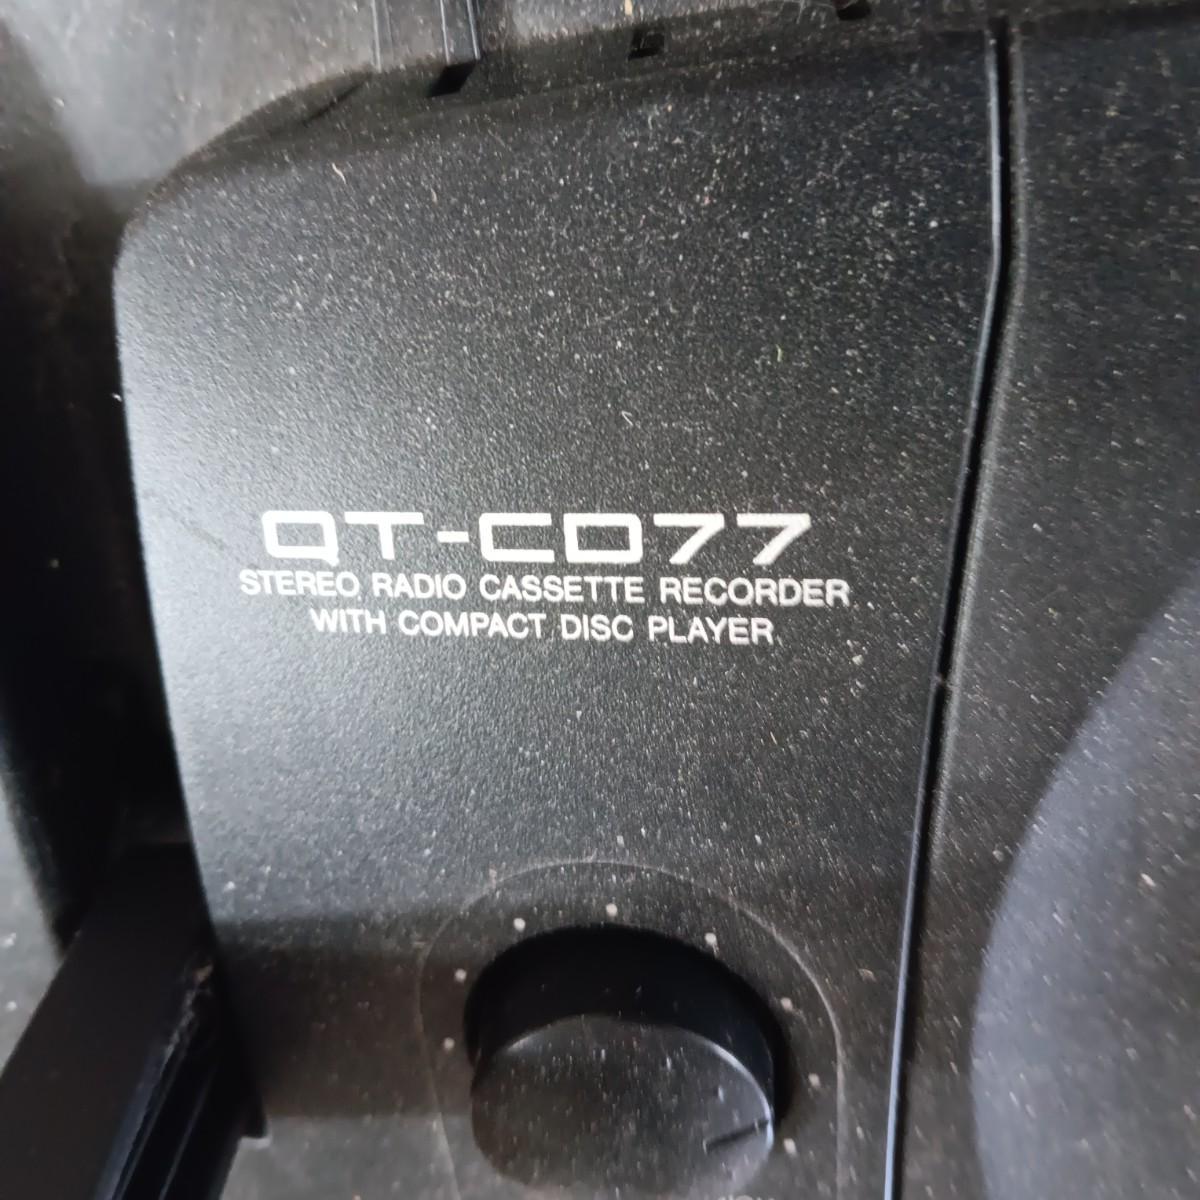 QT-CD77
STEREO RADIO CASSETTE RECORDER
WITH COMPACT DISC PLAYER